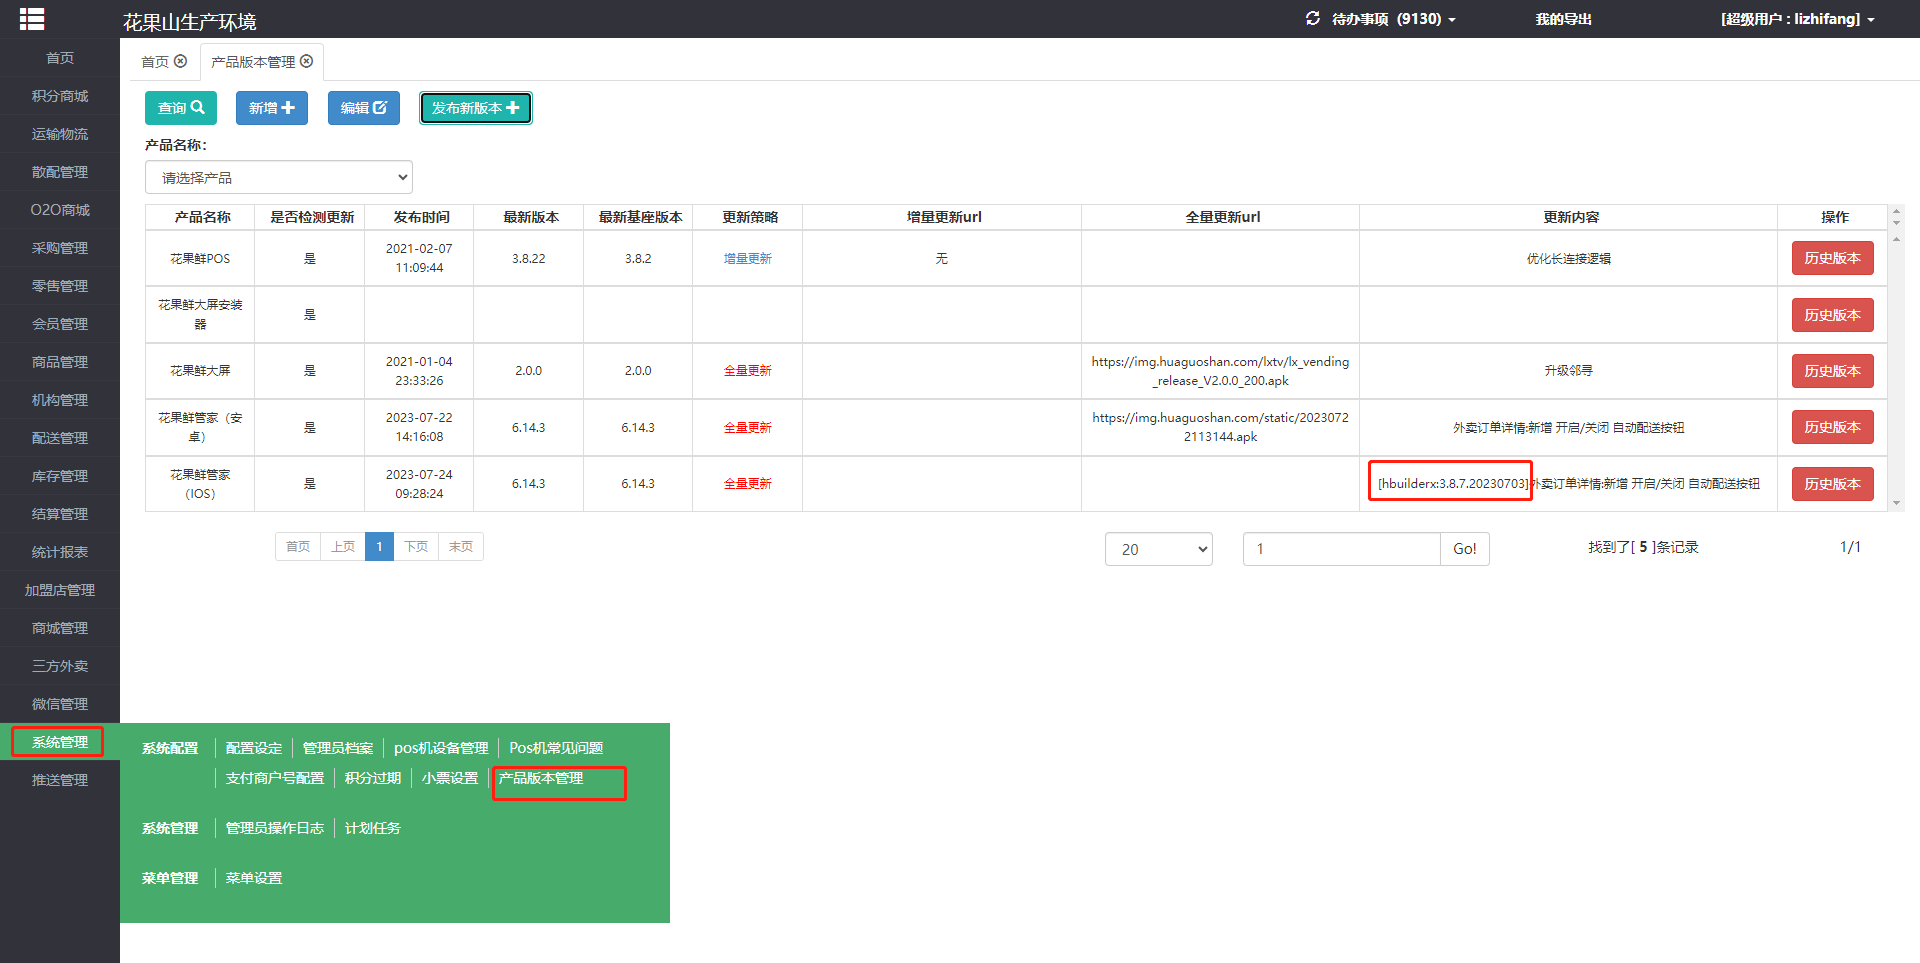 花果山生产环境
待办事项 (9130)
我的导出
[超级用户 : lizhifang]
首页
积分商城
运输物流
散配管理
O2O商城
采购管理
零售管理
会员管理
商品管理
机构管理
配送管理
库存管理
结算管理
统计报表
加盟店管理
商城管理
三方外卖
微信管理
系统管理
推送管理
首页 产品版本管理
查询 新增 编辑 发布新版本
产品名称:
请选择产品
产品名称 是否检测更新 发布时间 最新版本 最新基座版本 更新策略 增量更新url 全量更新url 更新内容 操作
花果鲜POS 是 2021-02-07 11:09:44 3.8.22 3.8.2 增量更新 无 优化长连接逻辑 历史版本
花果鲜大屏安装器 是 历史版本
花果鲜大屏 是 2021-01-04 23:33:26 2.0.0 2.0.0 全量更新 https://img.huaguoshan.com/lxtv/lx_vending_release_V2.0.0_200.apk 升级邻寻 历史版本
花果鲜管家（安卓） 是 2023-07-22 14:16:08 6.14.3 6.14.3 全量更新 https://img.huaguoshan.com/static/20230722113144.apk 外卖订单详情:新增 开启/关闭 自动配送按钮 历史版本
花果鲜管家（IOS） 是 2023-07-24 09:28:24 6.14.3 6.14.3 全量更新 [hbuilderx:3.8.7.20230703]外卖订单详情:新增 开启/关闭 自动配送按钮 历史版本
首页 上页 1 下页 末页
20
1 Go!
找到了[ 5 ]条记录
1/1
系统配置 配置设定 管理员档案 pos机设备管理 Pos机常见问题
支付商户号配置 积分过期 小票设置 产品版本管理
系统管理 管理员操作日志 计划任务
菜单管理 菜单设置